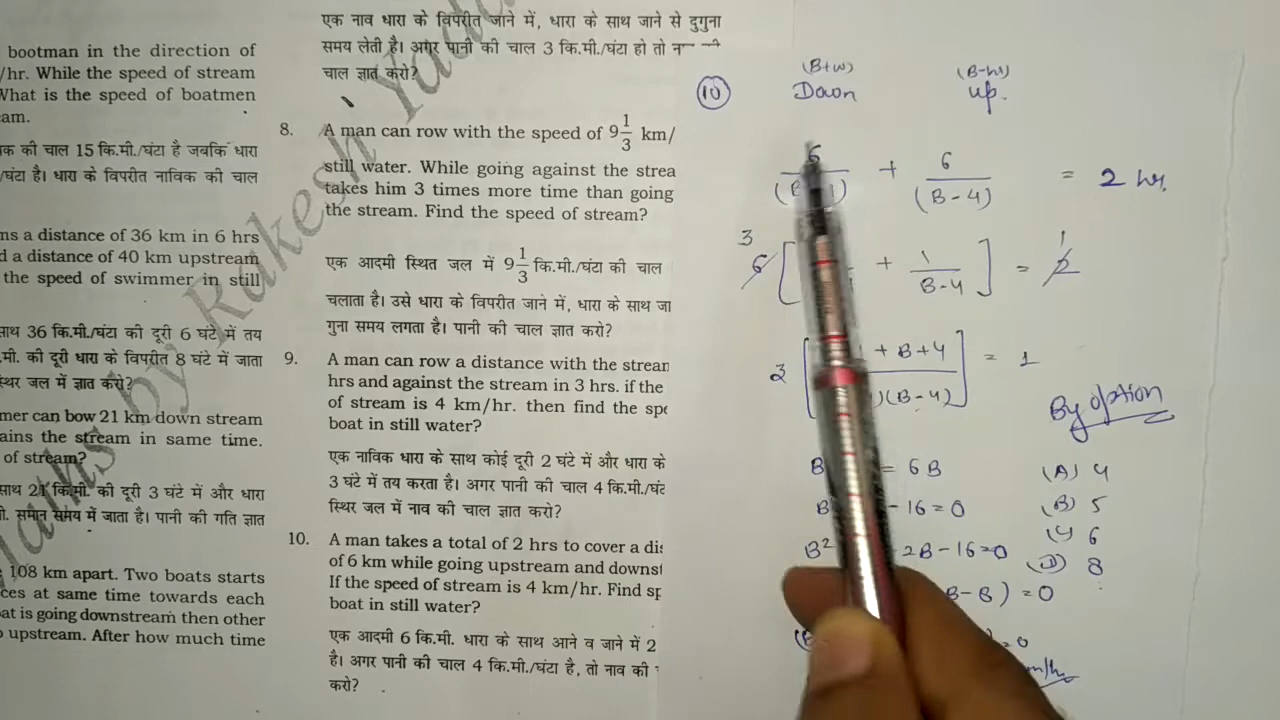 bootman in the direction of
/hr. While the speed of stream
What is the speed of boatmen
am.
क की चाल 15 कि.मी./घंटा है जबकि धारा
/घंटा है। धारा के विपरीत नाविक की चाल
ms a distance of 36 km in 6 hrs
d a distance of 40 km upstream
the speed of swimmer in still
साथ 36 कि.मी./घंटा की दूरी 6 घंटे में तय
.मी. की दूरी धारा के विपरीत 8 घंटे में जाता
स्थिर जल में ज्ञात करो?
mer can bow 21 km down stream
ains the stream in same time.
of stream?
साथ 21 कि.मी. की दूरी 3 घंटे में और धारा
ी. समान समय में जाता है। पानी की गति ज्ञात
108 km apart. Two boats starts
ces at same time towards each
oat is going downstream then other
upstream. After how much time
एक नाव धारा के विपरीत जाने में, धारा के साथ जाने से दुगुना
समय लेती है। अगर पानी की चाल 3 कि.मी./घंटा हो तो
चाल ज्ञात करो?
8. A man can row with the speed of 9 1/3 km/
still water. While going against the strea
takes him 3 times more time than going
the stream. Find the speed of stream?
एक आदमी स्थित जल में 9 1/3 कि.मी./घंटा की चाल
चलाता है। उसे धारा के विपरीत जाने में, धारा के साथ जा
गुना समय लगता है। पानी की चाल ज्ञात करो?
9. A man can row a distance with the strean
hrs and against the stream in 3 hrs. if the
of stream is 4 km/hr. then find the spe
boat in still water?
एक नाविक धारा के साथ कोई दूरी 2 घंटे में और धारा के
3 घंटे में तय करता है। अगर पानी की चाल 4 कि.मी./घंट
स्थिर जल में नाव की चाल ज्ञात करो?
10. A man takes a total of 2 hrs to cover a dis
of 6 km while going upstream and downst
If the speed of stream is 4 km/hr. Find sp
boat in still water?
एक आदमी 6 कि.मी. धारा के साथ आने व जाने में 2
है। अगर पानी की चाल 4 कि.मी./घंटा है, तो नाव की
करो?
Maths by Rakesh Yadav
(B+W) (B-W)
10 Down Up.
6/(B 4) + 6/(B-4) = 2 hr.
3
6 [ + 1/(B-4) ] = 2 1
3 [ + B+4 / )(B-4) ] = 1
By option
B = 6B
(A) 4
B - 16 = 0
(B) 5
(C) 6
B² - 2B - 16 = 0
(D) 8
B-8) = 0
= 0
m/hr